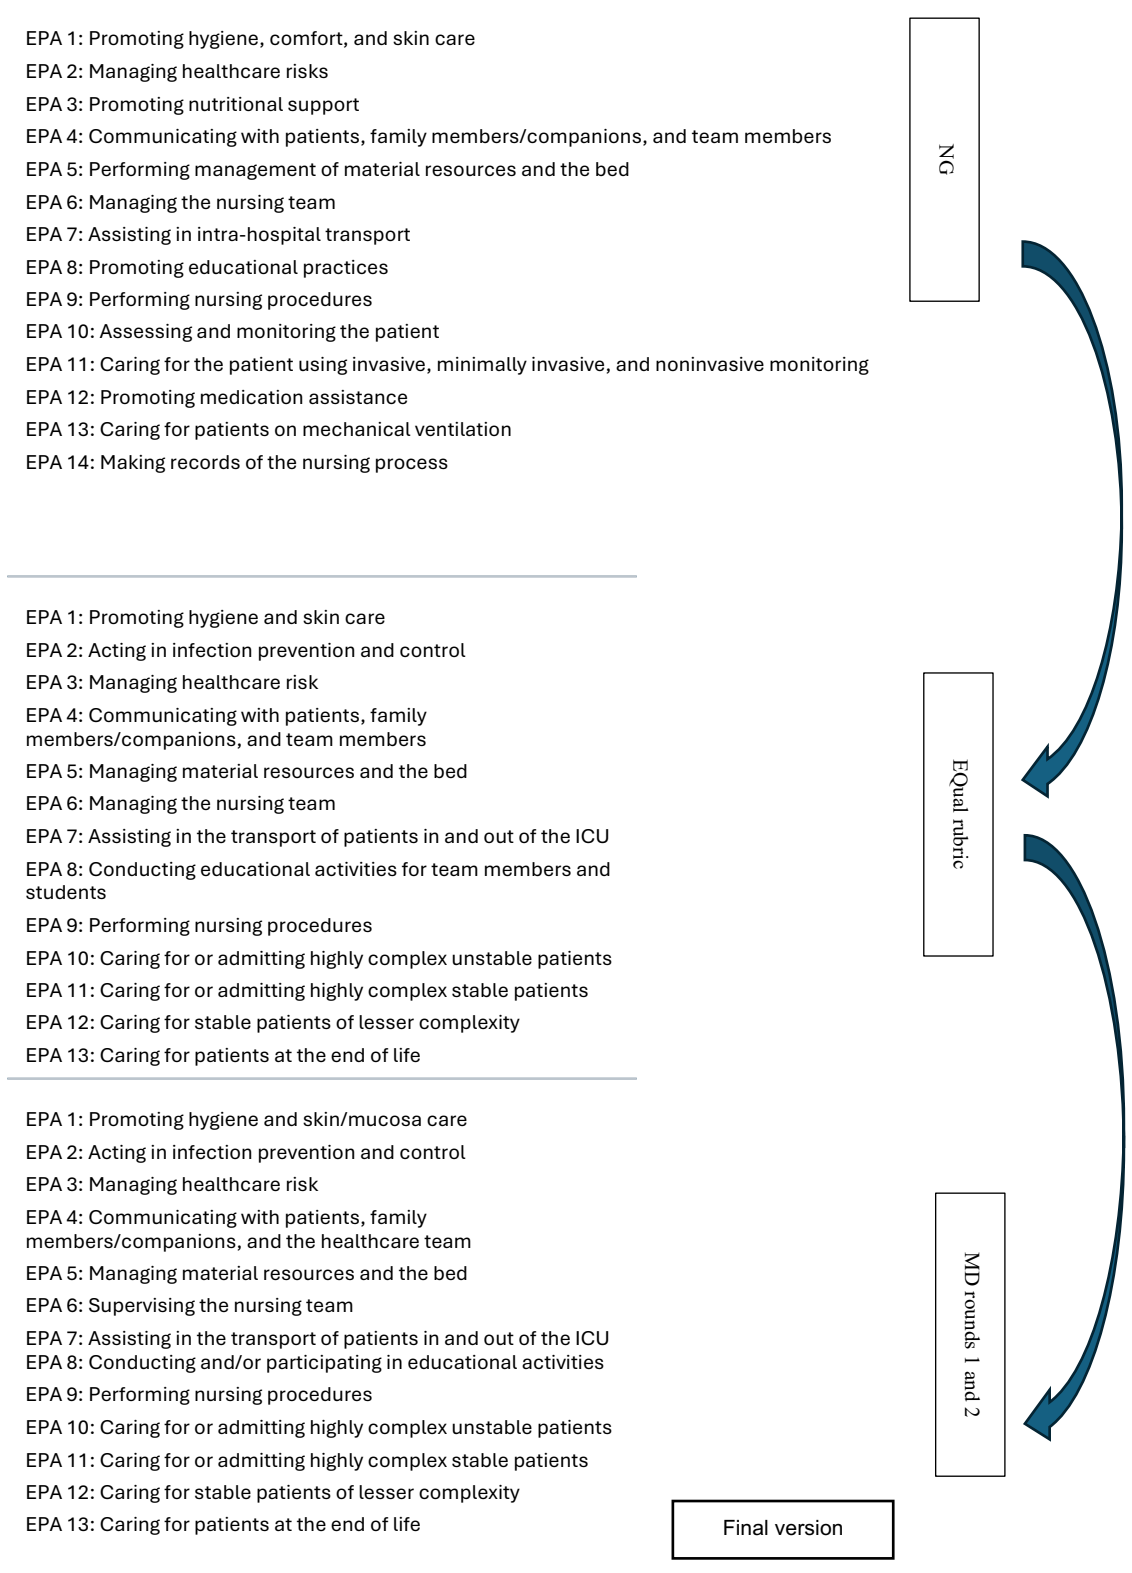 EPA 1: Promoting hygiene, comfort, and skin care
EPA 2: Managing healthcare risks
EPA 3: Promoting nutritional support
EPA 4: Communicating with patients, family members/companions, and team members
EPA 5: Performing management of material resources and the bed
EPA 6: Managing the nursing team
EPA 7: Assisting in intra-hospital transport
EPA 8: Promoting educational practices
EPA 9: Performing nursing procedures
EPA 10: Assessing and monitoring the patient
EPA 11: Caring for the patient using invasive, minimally invasive, and noninvasive monitoring
EPA 12: Promoting medication assistance
EPA 13: Caring for patients on mechanical ventilation
EPA 14: Making records of the nursing process
NG
EPA 1: Promoting hygiene and skin care
EPA 2: Acting in infection prevention and control
EPA 3: Managing healthcare risk
EPA 4: Communicating with patients, family
members/companions, and team members
EPA 5: Managing material resources and the bed
EPA 6: Managing the nursing team
EPA 7: Assisting in the transport of patients in and out of the ICU
EPA 8: Conducting educational activities for team members and
students
EPA 9: Performing nursing procedures
EPA 10: Caring for or admitting highly complex unstable patients
EPA 11: Caring for or admitting highly complex stable patients
EPA 12: Caring for stable patients of lesser complexity
EPA 13: Caring for patients at the end of life
EQual rubric
EPA 1: Promoting hygiene and skin/mucosa care
EPA 2: Acting in infection prevention and control
EPA 3: Managing healthcare risk
EPA 4: Communicating with patients, family
members/companions, and the healthcare team
EPA 5: Managing material resources and the bed
EPA 6: Supervising the nursing team
EPA 7: Assisting in the transport of patients in and out of the ICU
EPA 8: Conducting and/or participating in educational activities
EPA 9: Performing nursing procedures
EPA 10: Caring for or admitting highly complex unstable patients
EPA 11: Caring for or admitting highly complex stable patients
EPA 12: Caring for stable patients of lesser complexity
EPA 13: Caring for patients at the end of life
MD rounds 1 and 2
Final version